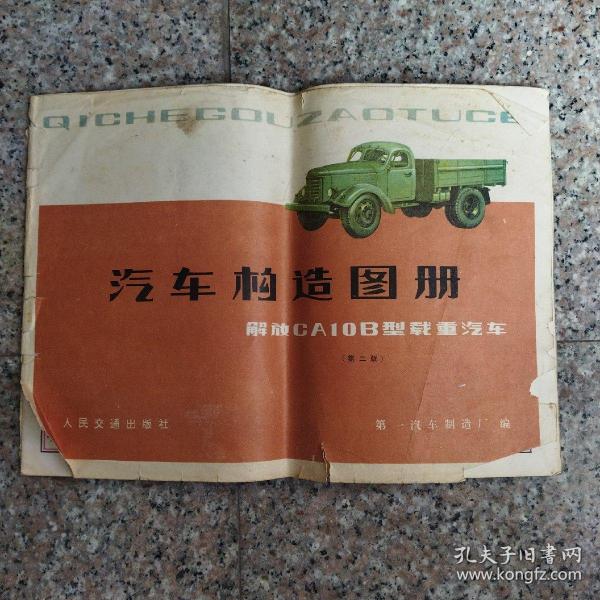 QICHEGOUZAOTUCE
汽车构造图册
解放CA10B型载重汽车
(第二版)
人民交通出版社
第一汽车制造厂 编
孔夫子旧书网
www.kongfz.com